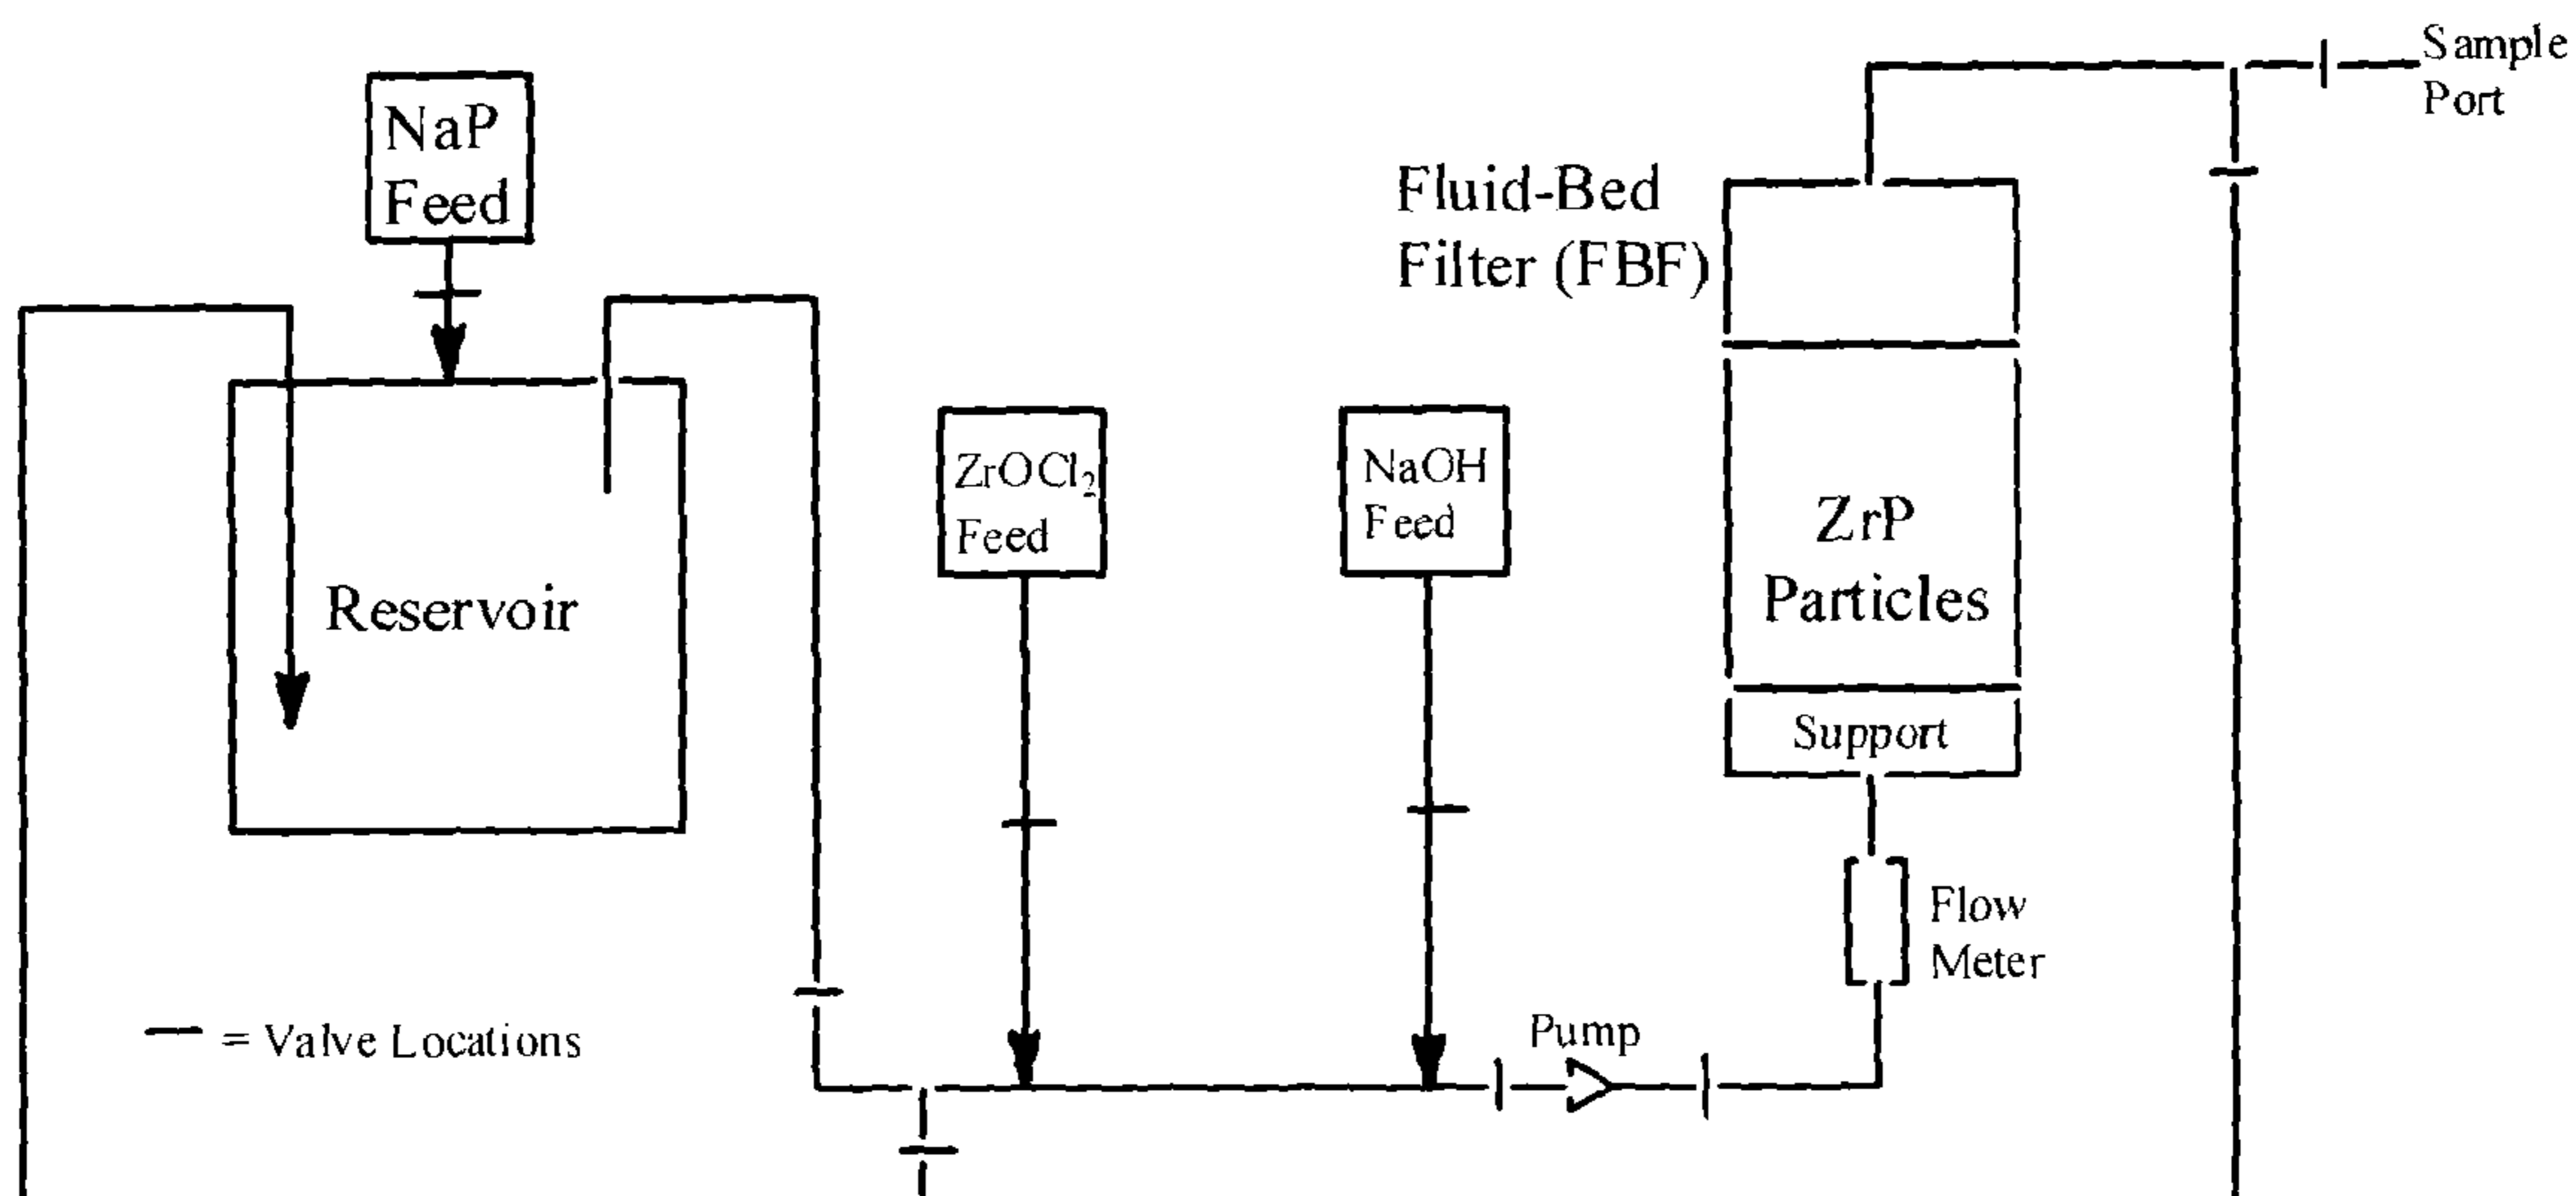 Sample
Port
NaP
Feed
Fluid-Bed
Filter (FBF)
ZrOCl₂
Feed
NaOH
Feed
ZrP
Particles
Reservoir
Support
Flow
Meter
Pump
= Valve Locations